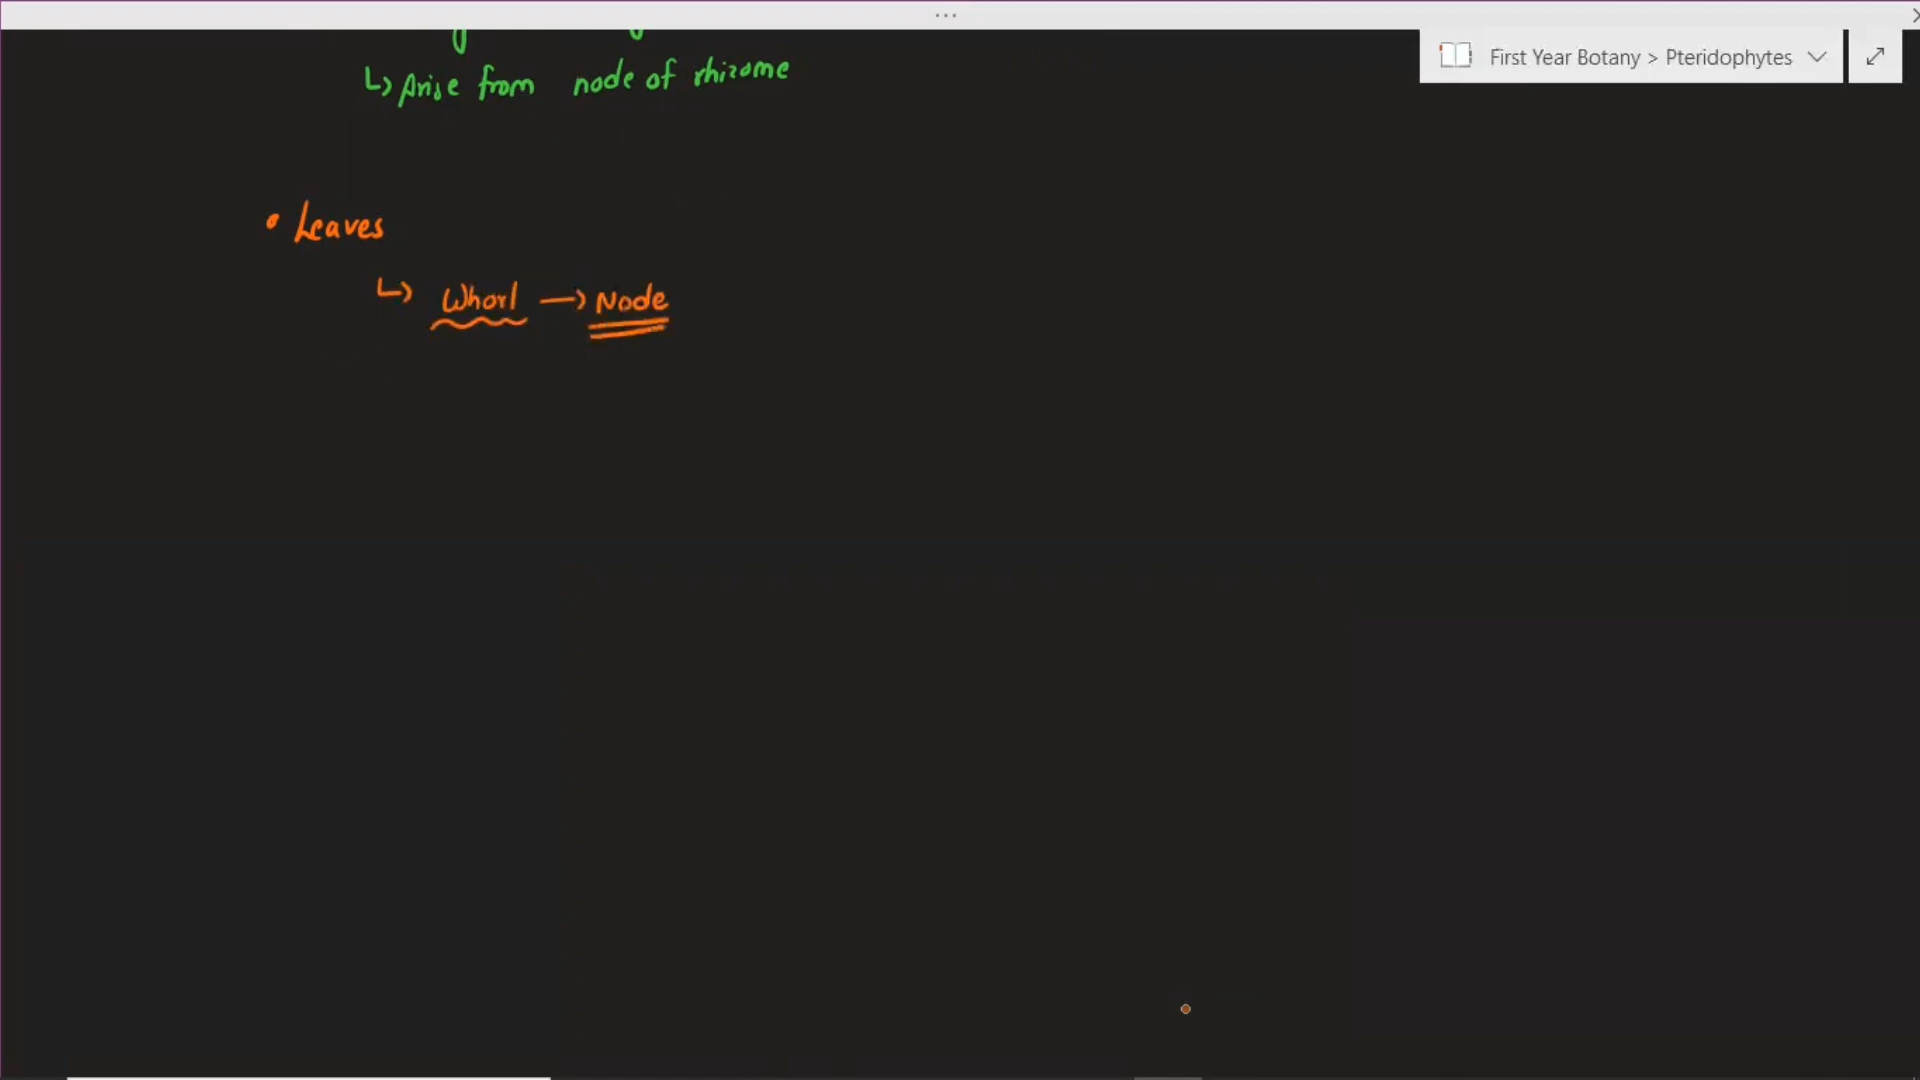 ...
First Year Botany > Pteridophytes
↳ Arise from node of rhizome
• Leaves
↳ Whorl → Node